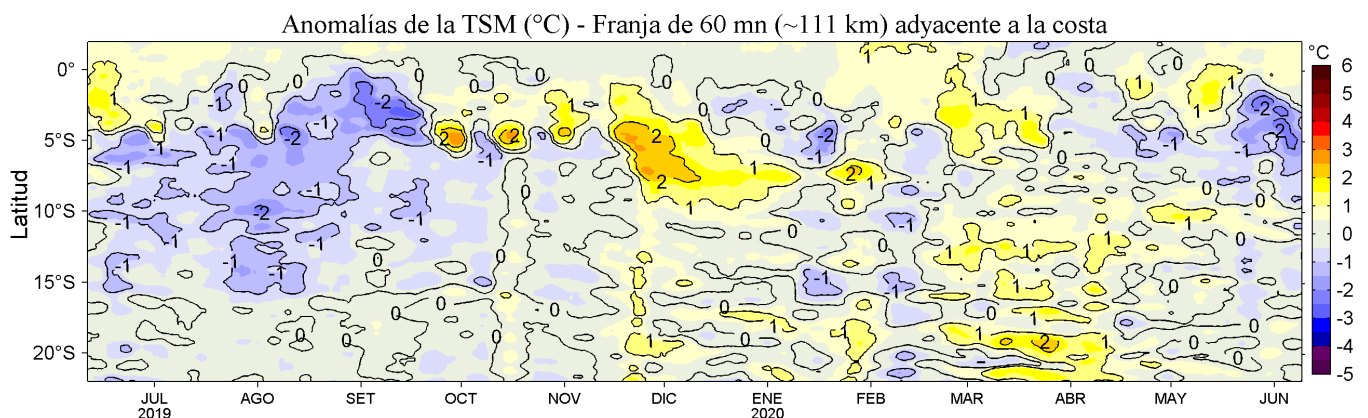 Anomalías de la TSM (°C) - Franja de 60 mn (~111 km) adyacente a la costa
°C
6
5
4
3
2
1
0
-1
-2
-3
-4
-5
Latitud
0°
5°S
10°S
15°S
20°S
JUL AGO SET OCT NOV DIC ENE FEB MAR ABR MAY JUN
2019 2020